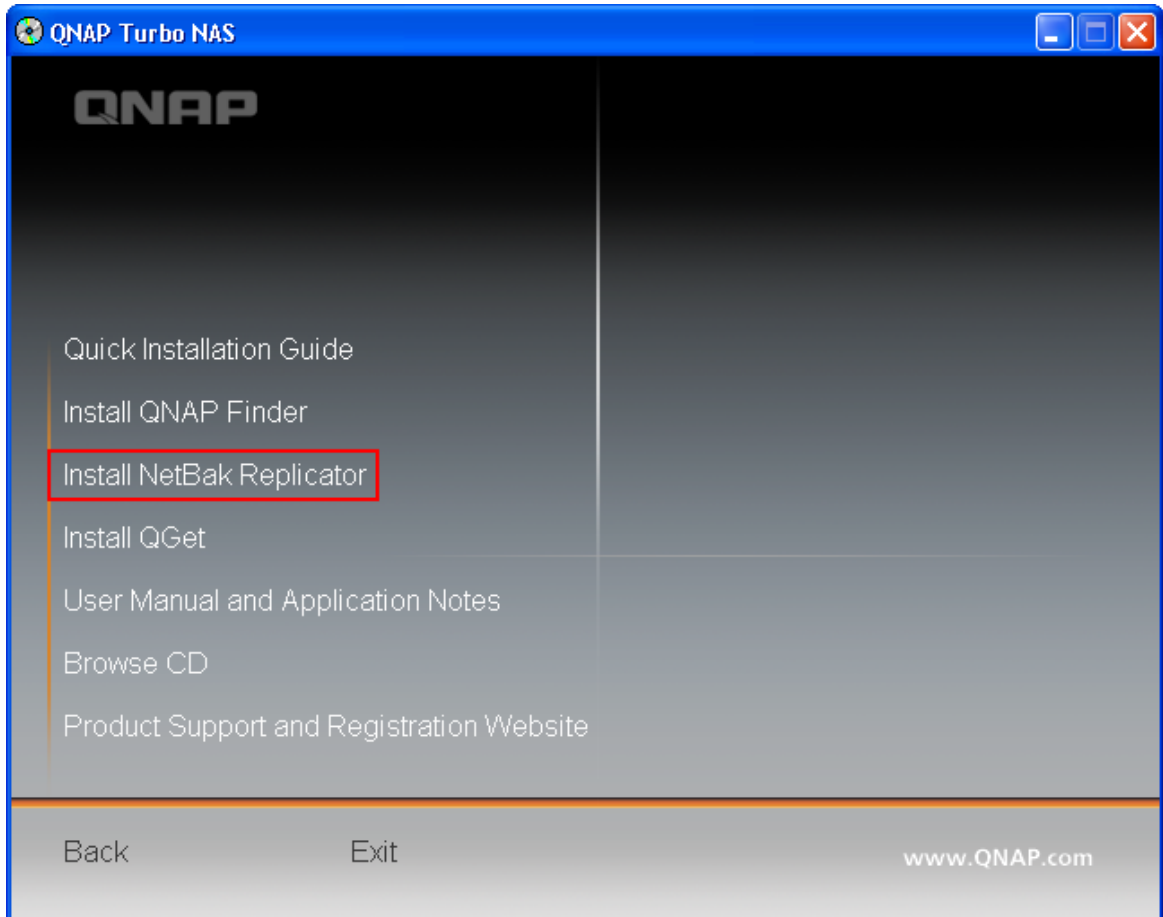 QNAP Turbo NAS
QNAP
Quick Installation Guide
Install QNAP Finder
Install NetBak Replicator
Install QGet
User Manual and Application Notes
Browse CD
Product Support and Registration Website
Back Exit www.QNAP.com